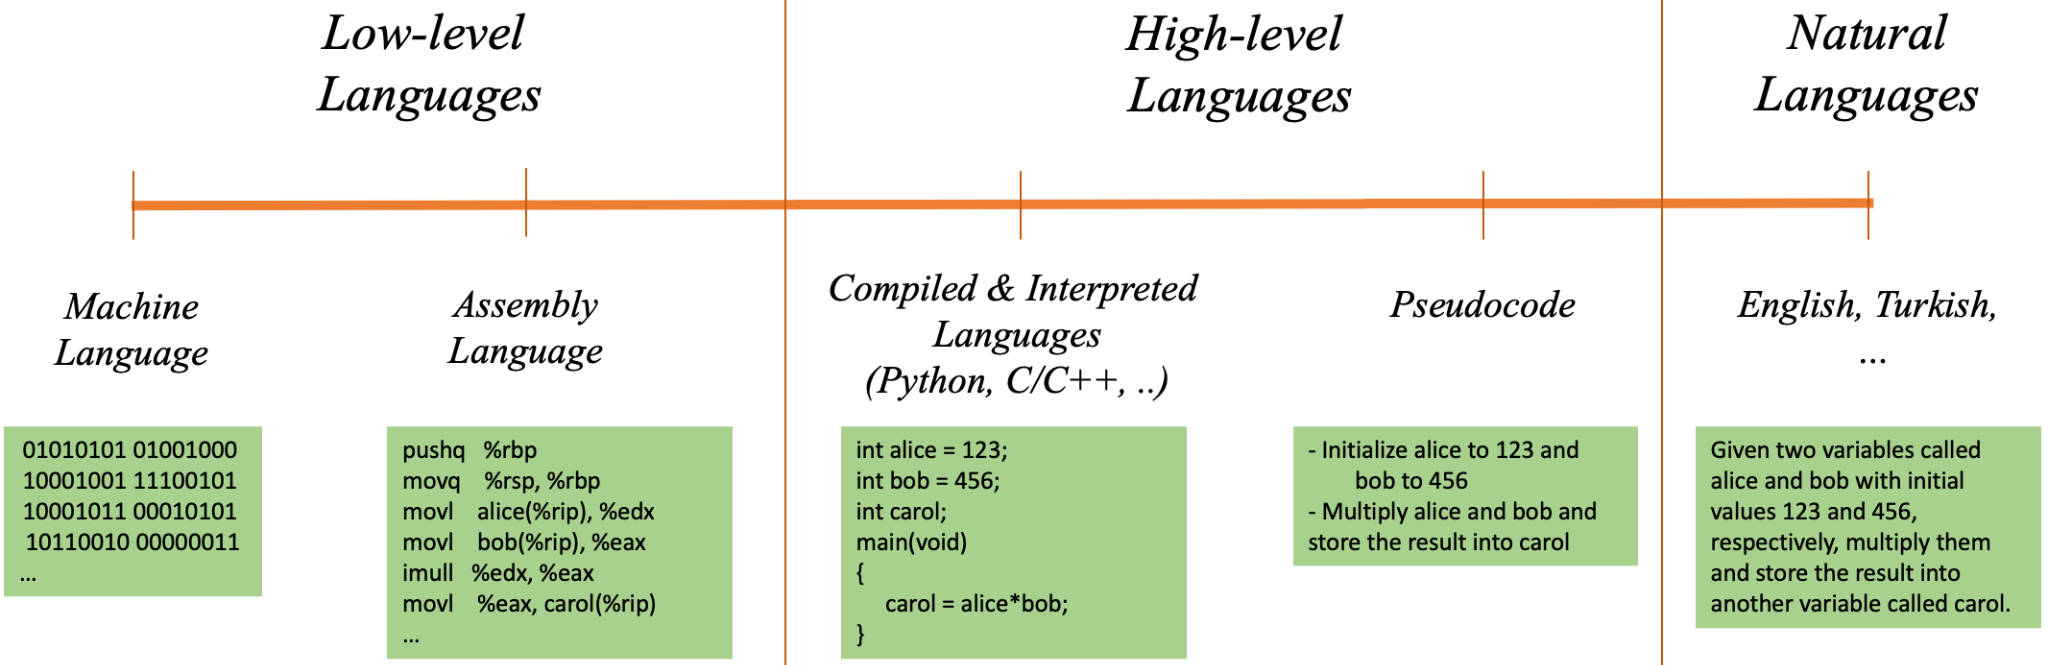 Low-level
Languages
High-level
Languages
Natural
Languages
Machine
Language
Assembly
Language
Compiled & Interpreted
Languages
(Python, C/C++, ..)
Pseudocode
English, Turkish,
...
01010101 01001000
10001001 11100101
10001011 00010101
10110010 00000011
...
pushq %rbp
movq %rsp, %rbp
movl alice(%rip), %edx
movl bob(%rip), %eax
imull %edx, %eax
movl %eax, carol(%rip)
...
int alice = 123;
int bob = 456;
int carol;
main(void)
{
carol = alice*bob;
}
- Initialize alice to 123 and
bob to 456
- Multiply alice and bob and
store the result into carol
Given two variables called
alice and bob with initial
values 123 and 456,
respectively, multiply them
and store the result into
another variable called carol.